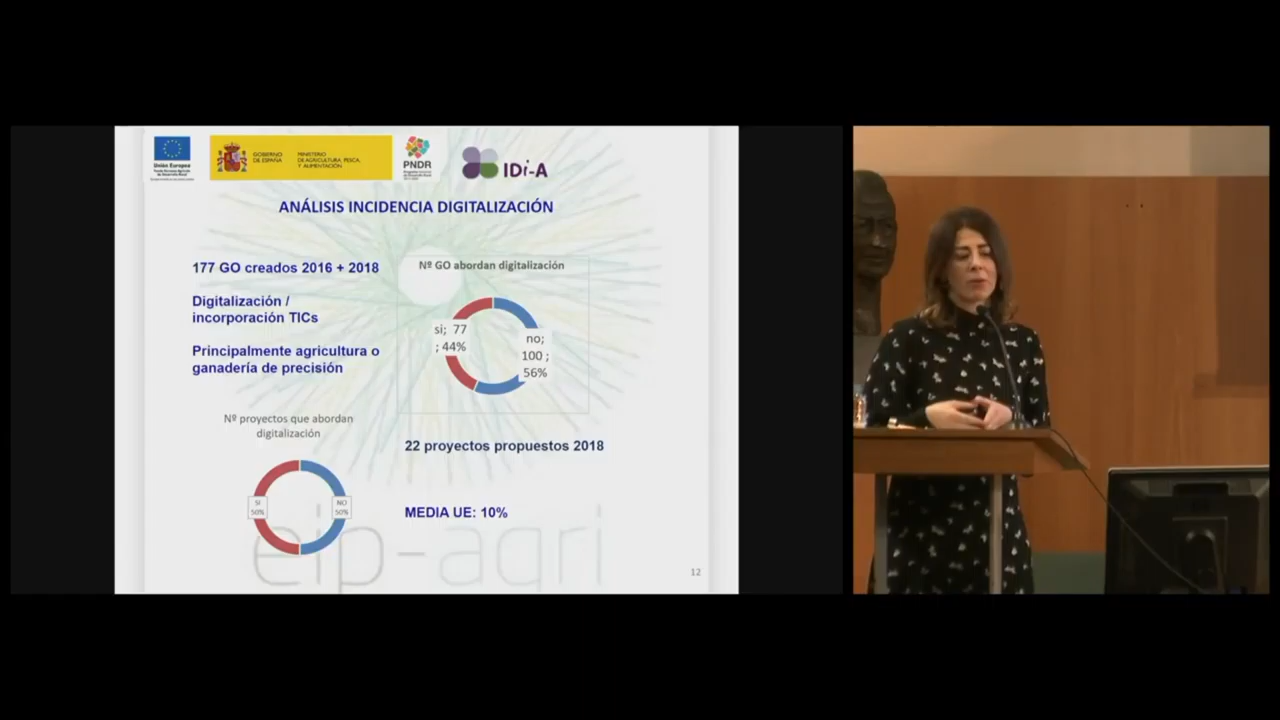 Unión Europea
GOBIERNO
DE ESPAÑA
MINISTERIO
DE AGRICULTURA, PESCA
Y ALIMENTACIÓN
PNDR
IDi-A
ANÁLISIS INCIDENCIA DIGITALIZACIÓN
177 GO creados 2016 + 2018
Digitalización /
incorporación TICs
Principalmente agricultura o
ganadería de precisión
Nº GO abordan digitalización
si; 77
; 44%
no;
100 ;
56%
Nº proyectos que abordan
digitalización
SI
50%
NO
50%
22 proyectos propuestos 2018
MEDIA UE: 10%
eip-agri
12